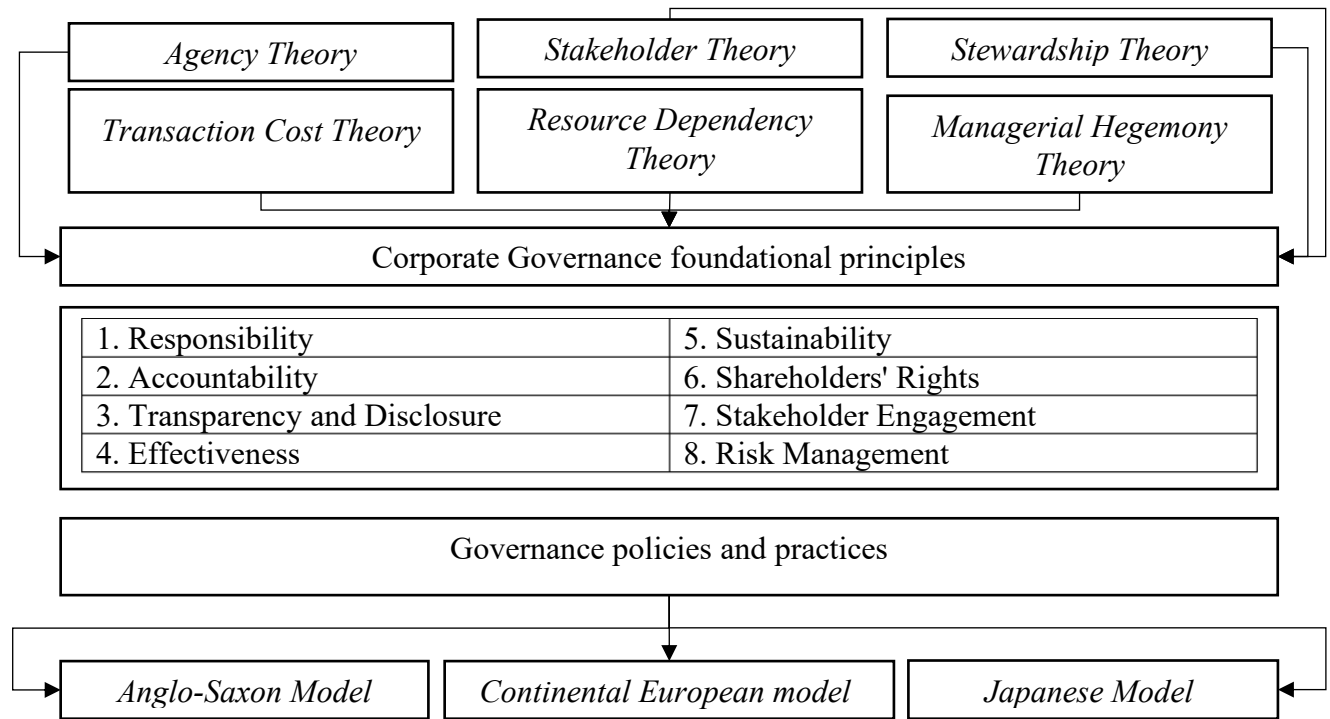 Agency Theory
Stakeholder Theory
Stewardship Theory
Transaction Cost Theory
Resource Dependency
Theory
Managerial Hegemony
Theory
Corporate Governance foundational principles
1. Responsibility
5. Sustainability
2. Accountability
6. Shareholders' Rights
3. Transparency and Disclosure
7. Stakeholder Engagement
4. Effectiveness
8. Risk Management
Governance policies and practices
Anglo-Saxon Model
Continental European model
Japanese Model